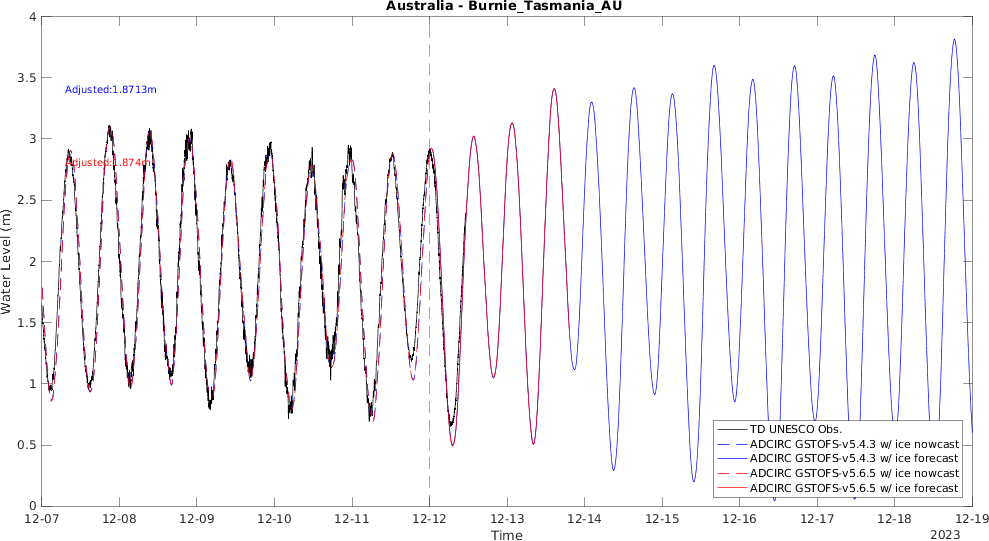 Australia - Burnie_Tasmania_AU
4
3.5
3
2.5
2
1.5
1
0.5
0
Water Level (m)
Adjusted:1.8713m
Adjusted:1.874m
TD UNESCO Obs.
ADCIRC GSTOFS-v5.4.3 w/ ice nowcast
ADCIRC GSTOFS-v5.4.3 w/ ice forecast
ADCIRC GSTOFS-v5.6.5 w/ ice nowcast
ADCIRC GSTOFS-v5.6.5 w/ ice forecast
12-07 12-08 12-09 12-10 12-11 12-12 12-13 12-14 12-15 12-16 12-17 12-18 12-19
Time
2023